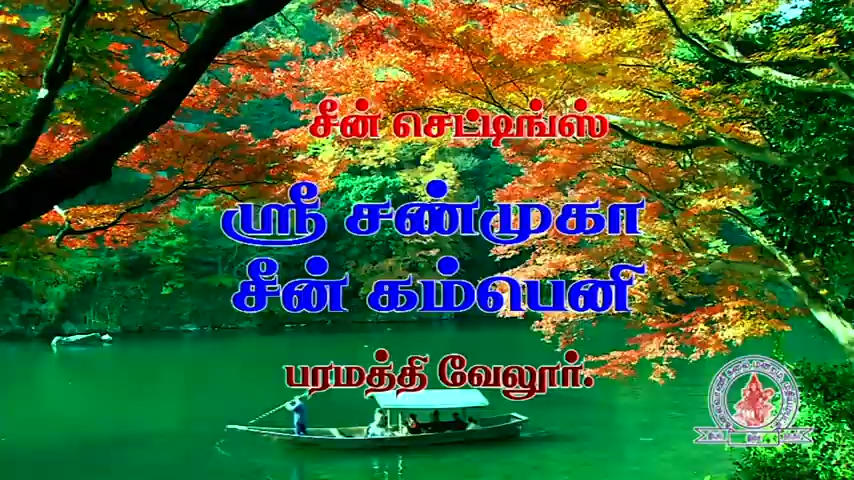 சீன் செட்டிங்ஸ்
ஸ்ரீ சண்முகா
சீன் கம்பெனி
பரமத்தி வேலூர்.